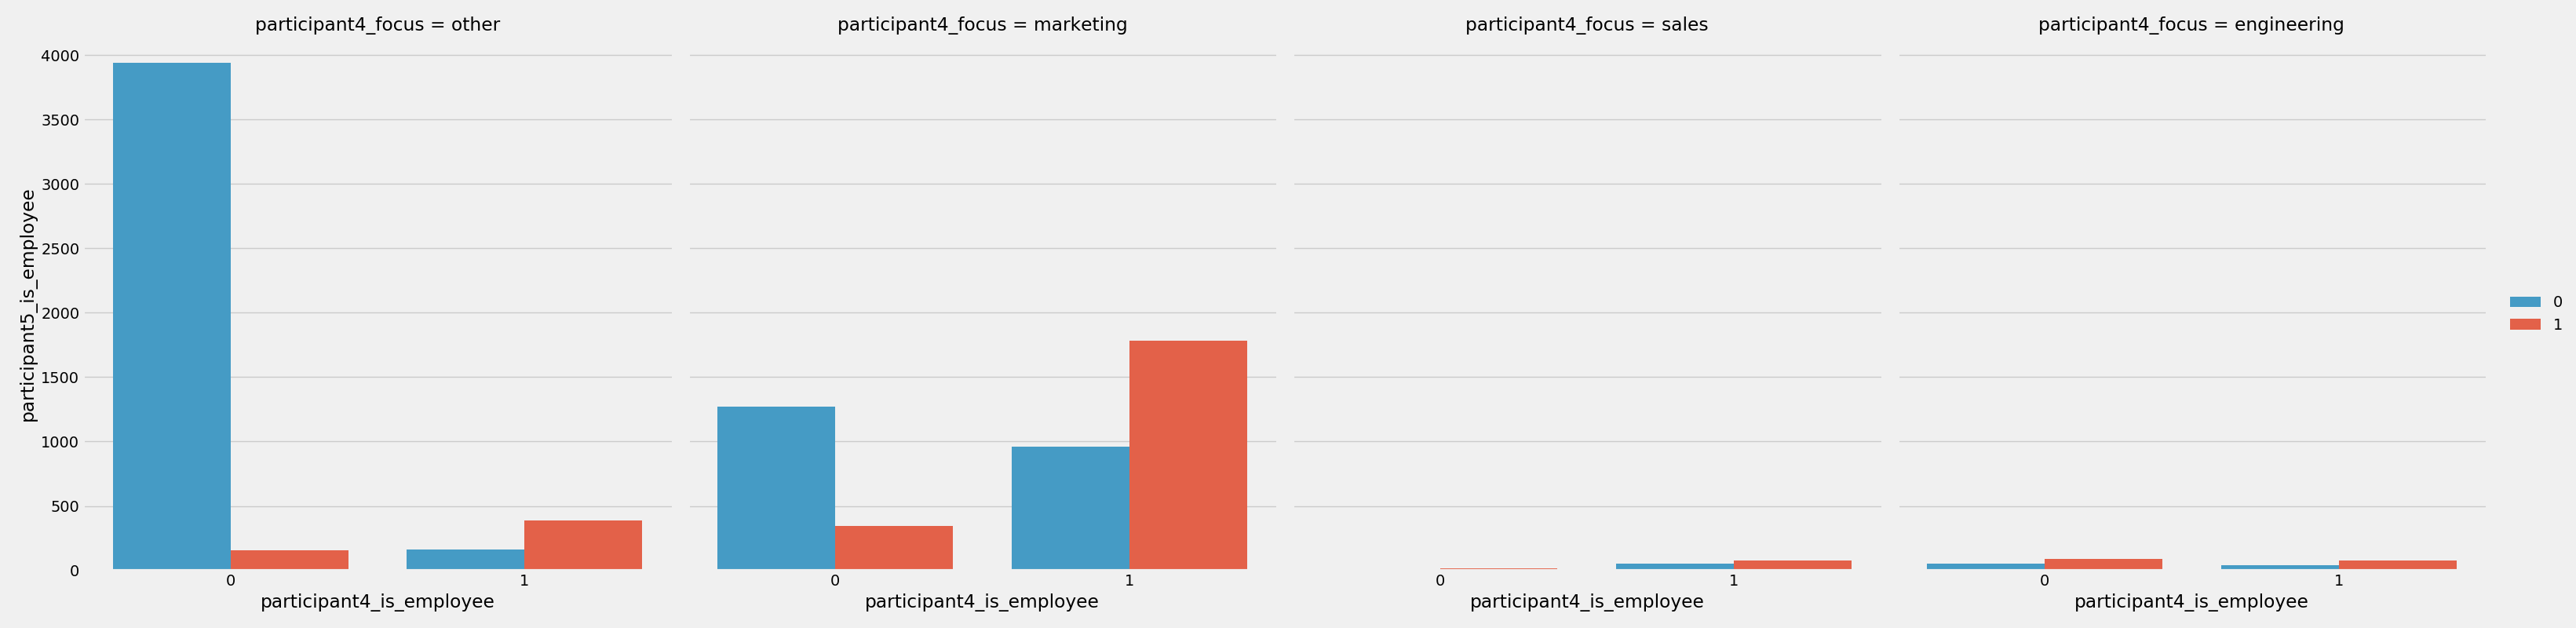 participant4_focus = other
participant4_focus = marketing
participant4_focus = sales
participant4_focus = engineering
participant5_is_employee
4000
3500
3000
2500
2000
1500
1000
500
0
0 1
0 1
0 1
0 1
participant4_is_employee
participant4_is_employee
participant4_is_employee
participant4_is_employee
0
1